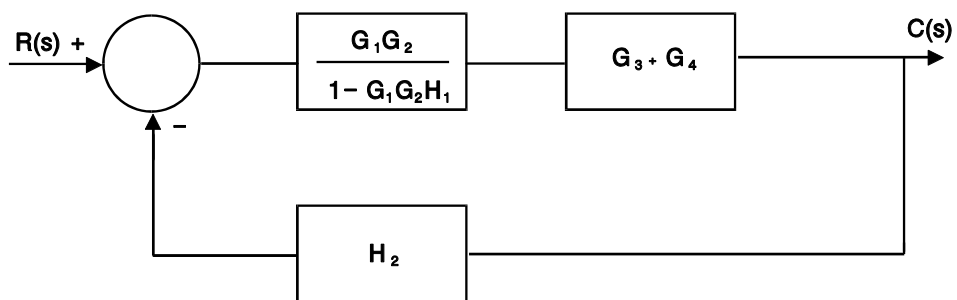 R(s) +
G₁G₂
1– G₁G₂H₁
G₃ + G₄
C(s)
–
H₂